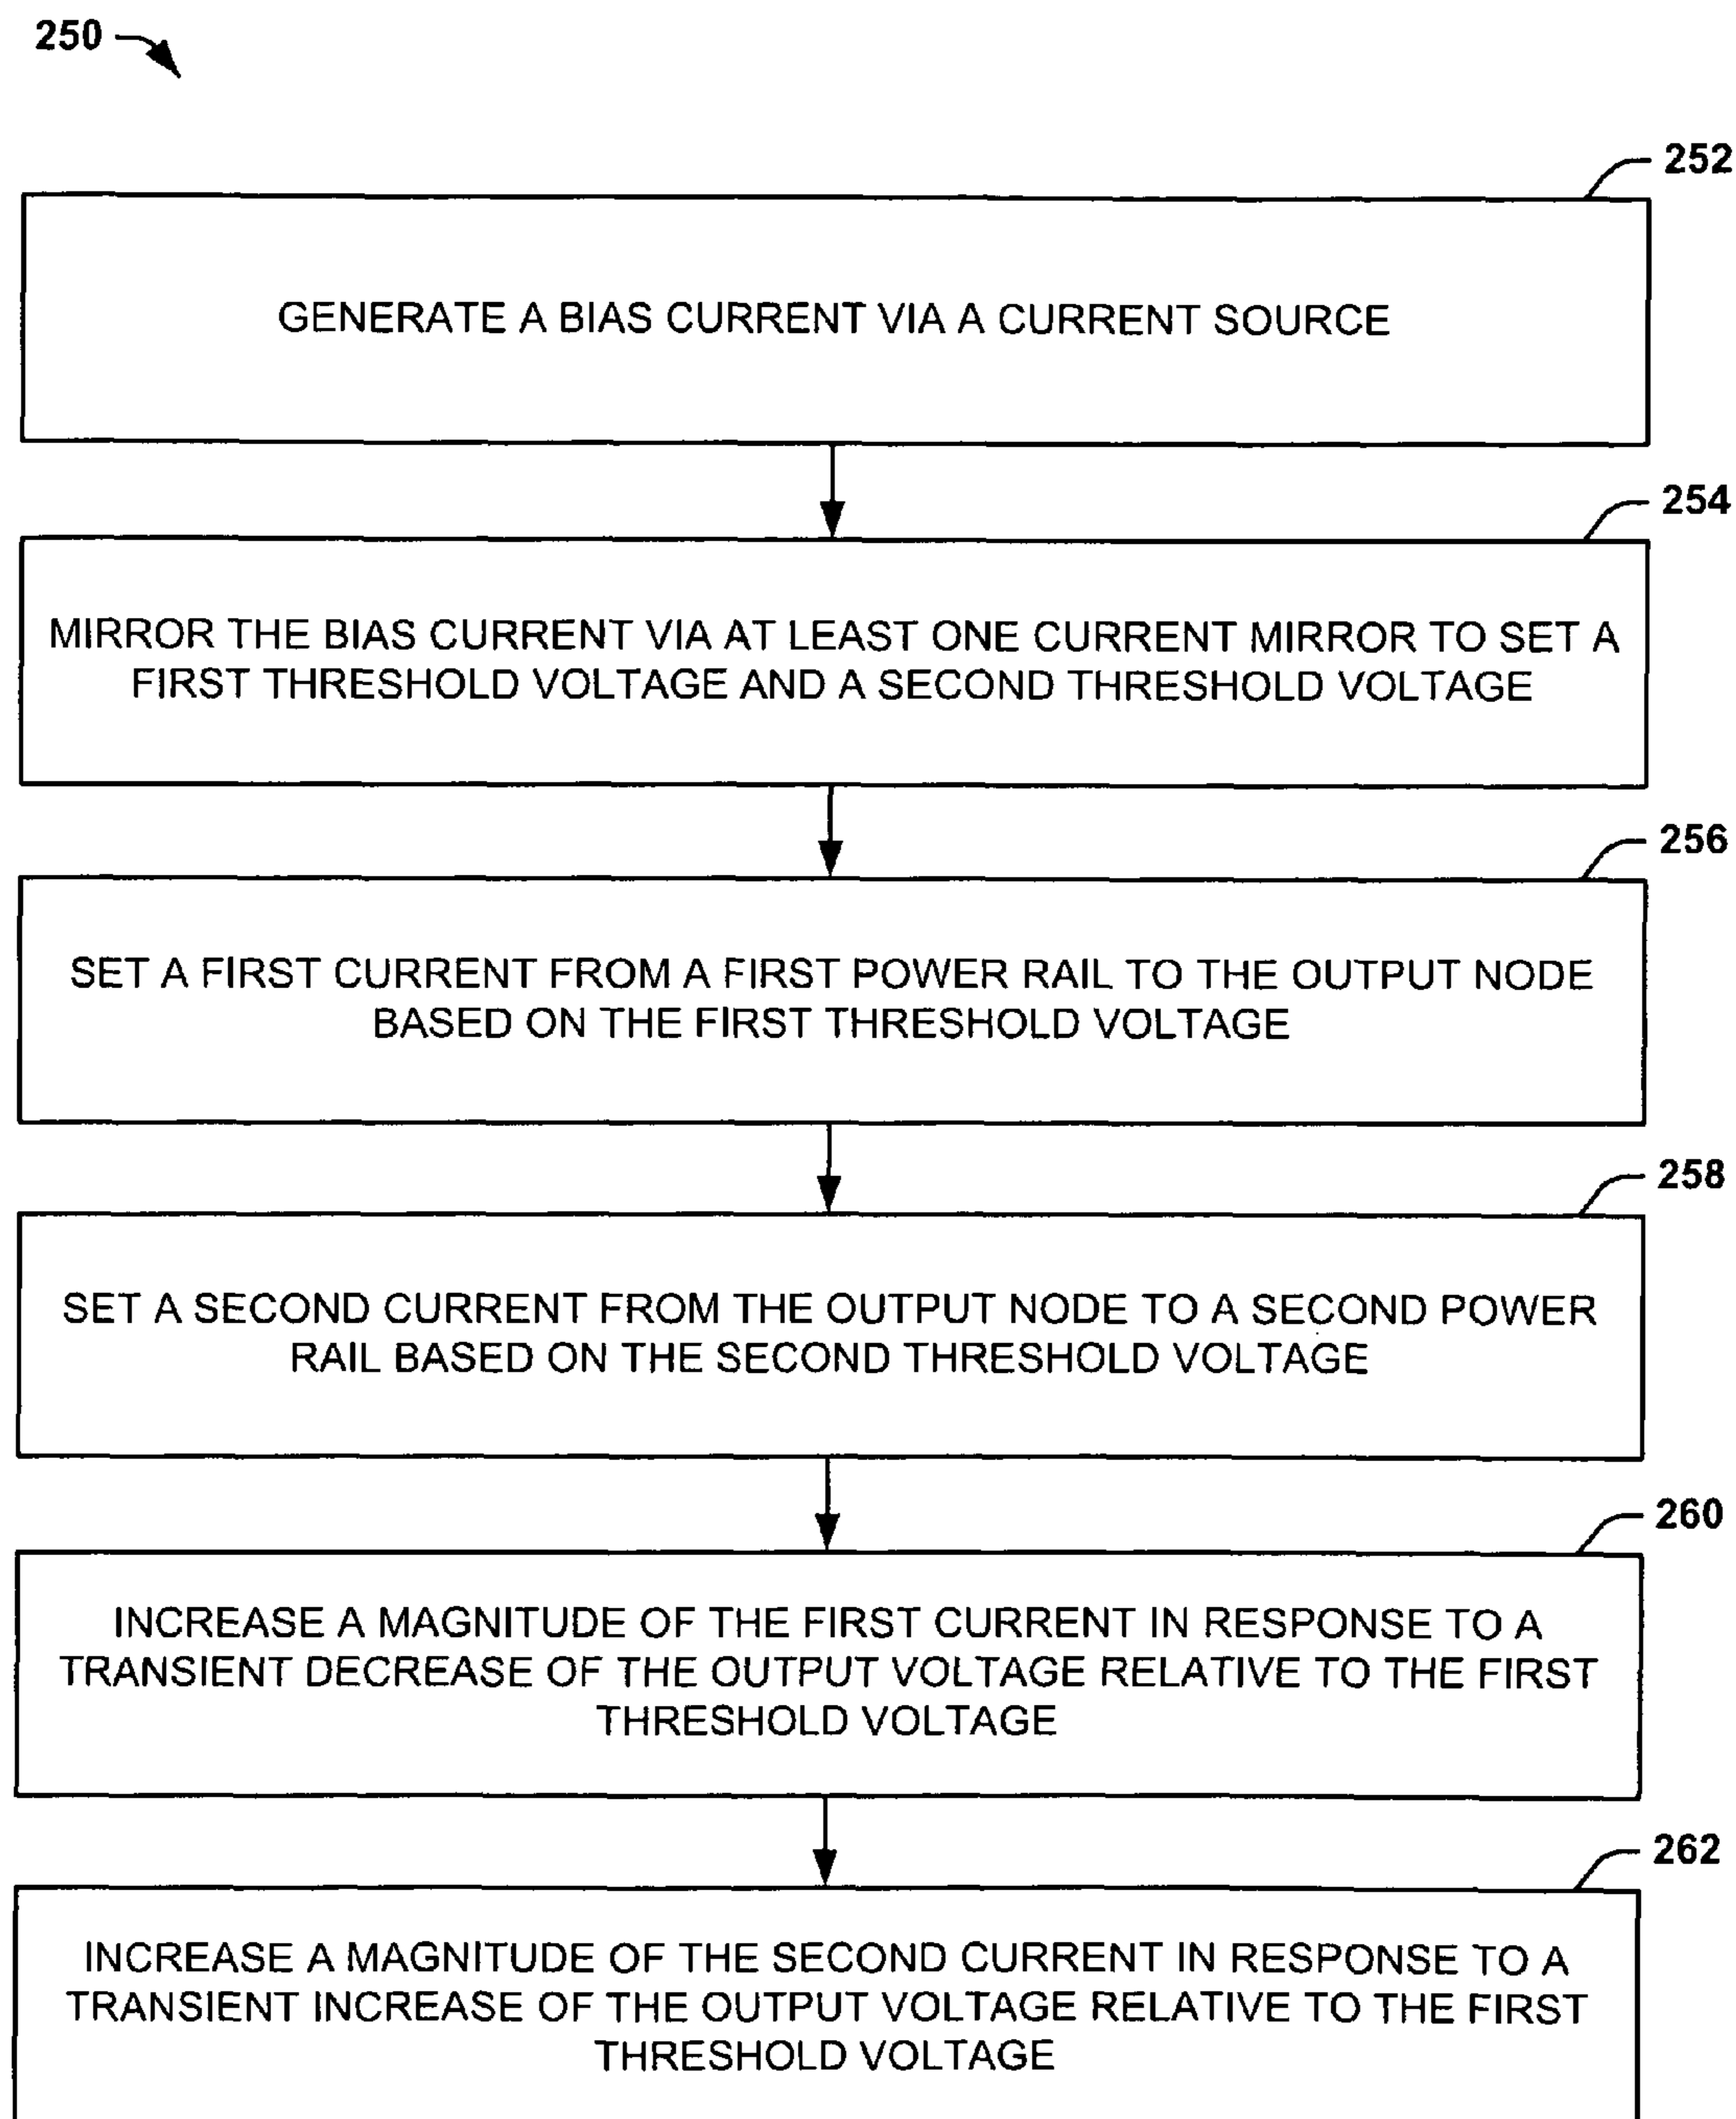 250
252
GENERATE A BIAS CURRENT VIA A CURRENT SOURCE
254
MIRROR THE BIAS CURRENT VIA AT LEAST ONE CURRENT MIRROR TO SET A
FIRST THRESHOLD VOLTAGE AND A SECOND THRESHOLD VOLTAGE
256
SET A FIRST CURRENT FROM A FIRST POWER RAIL TO THE OUTPUT NODE
BASED ON THE FIRST THRESHOLD VOLTAGE
258
SET A SECOND CURRENT FROM THE OUTPUT NODE TO A SECOND POWER
RAIL BASED ON THE SECOND THRESHOLD VOLTAGE
260
INCREASE A MAGNITUDE OF THE FIRST CURRENT IN RESPONSE TO A
TRANSIENT DECREASE OF THE OUTPUT VOLTAGE RELATIVE TO THE FIRST
THRESHOLD VOLTAGE
262
INCREASE A MAGNITUDE OF THE SECOND CURRENT IN RESPONSE TO A
TRANSIENT INCREASE OF THE OUTPUT VOLTAGE RELATIVE TO THE FIRST
THRESHOLD VOLTAGE